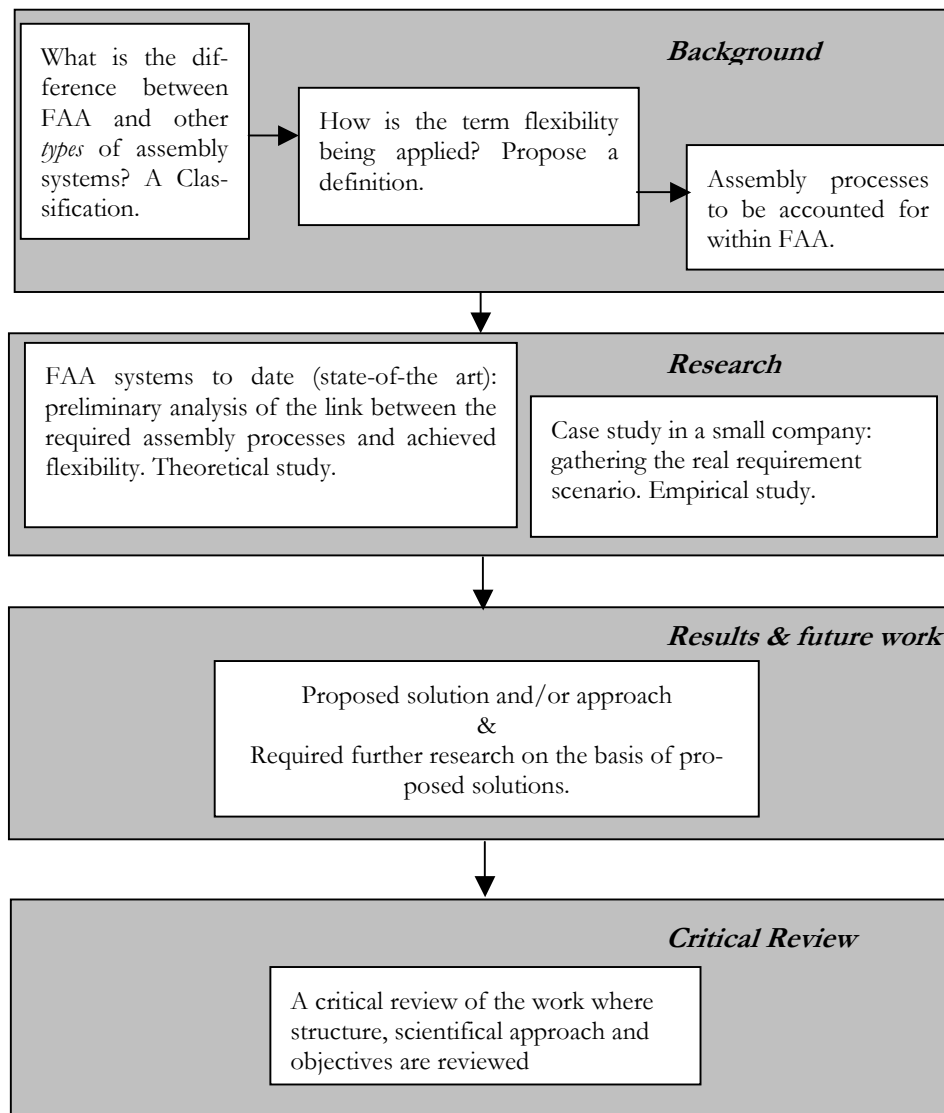 Background
What is the dif-
ference between
FAA and other
types of assembly
systems? A Clas-
sification.
How is the term flexibility
being applied? Propose a
definition.
Assembly processes
to be accounted for
within FAA.
Research
FAA systems to date (state-of-the art):
preliminary analysis of the link between the
required assembly processes and achieved
flexibility. Theoretical study.
Case study in a small company:
gathering the real requirement
scenario. Empirical study.
Results & future work
Proposed solution and/or approach
&
Required further research on the basis of pro-
posed solutions.
Critical Review
A critical review of the work where
structure, scientifical approach and
objectives are reviewed